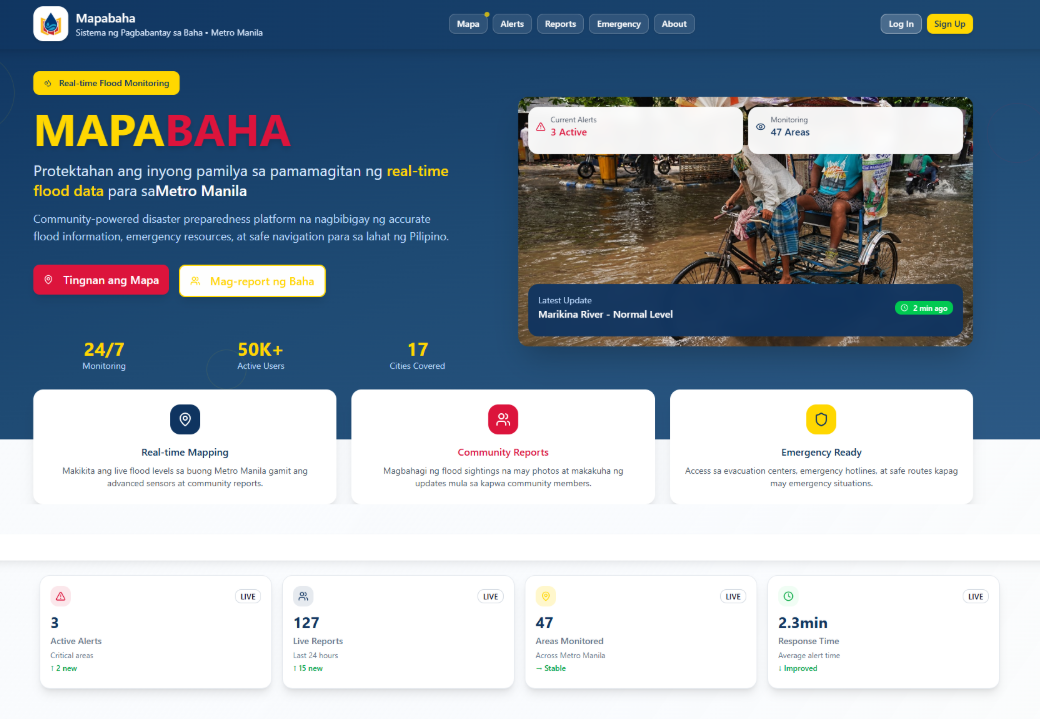 Mapabaha
Sistema ng Pagbabantay sa Baha • Metro Manila
Mapa
Alerts
Reports
Emergency
About
Log In
Sign Up
Real-time Flood Monitoring
MAPABAHA
Protektahan ang inyong pamilya sa pamamagitan ng real-time
flood data para saMetro Manila
Community-powered disaster preparedness platform na nagbibigay ng accurate
flood information, emergency resources, at safe navigation para sa lahat ng Pilipino.
Tingnan ang Mapa
Mag-report ng Baha
24/7
Monitoring
50K+
Active Users
17
Cities Covered
Current Alerts
3 Active
Monitoring
47 Areas
Latest Update
Marikina River - Normal Level
2 min ago
Real-time Mapping
Makikita ang live flood levels sa buong Metro Manila gamit ang
advanced sensors at community reports.
Community Reports
Magbahagi ng flood sightings na may photos at makakuha ng
updates mula sa kapwa community members.
Emergency Ready
Access sa evacuation centers, emergency hotlines, at safe routes kapag
may emergency situations.
LIVE
3
Active Alerts
Critical areas
↑ 2 new
LIVE
127
Live Reports
Last 24 hours
↑ 15 new
LIVE
47
Areas Monitored
Across Metro Manila
→ Stable
LIVE
2.3min
Response Time
Average alert time
↓ Improved